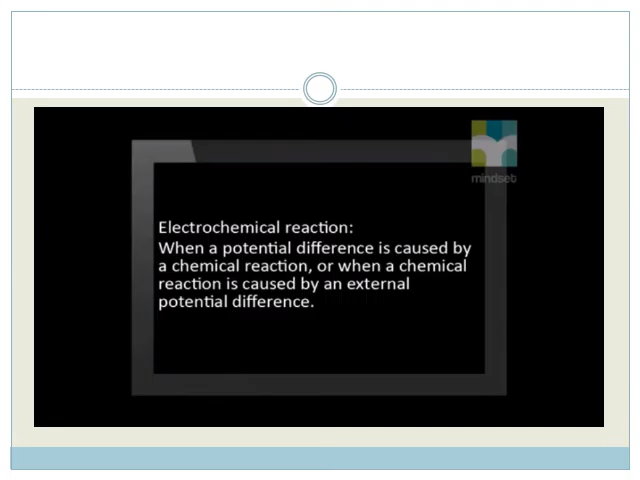 mindset
Electrochemical reaction:
When a potential difference is caused by
a chemical reaction, or when a chemical
reaction is caused by an external
potential difference.